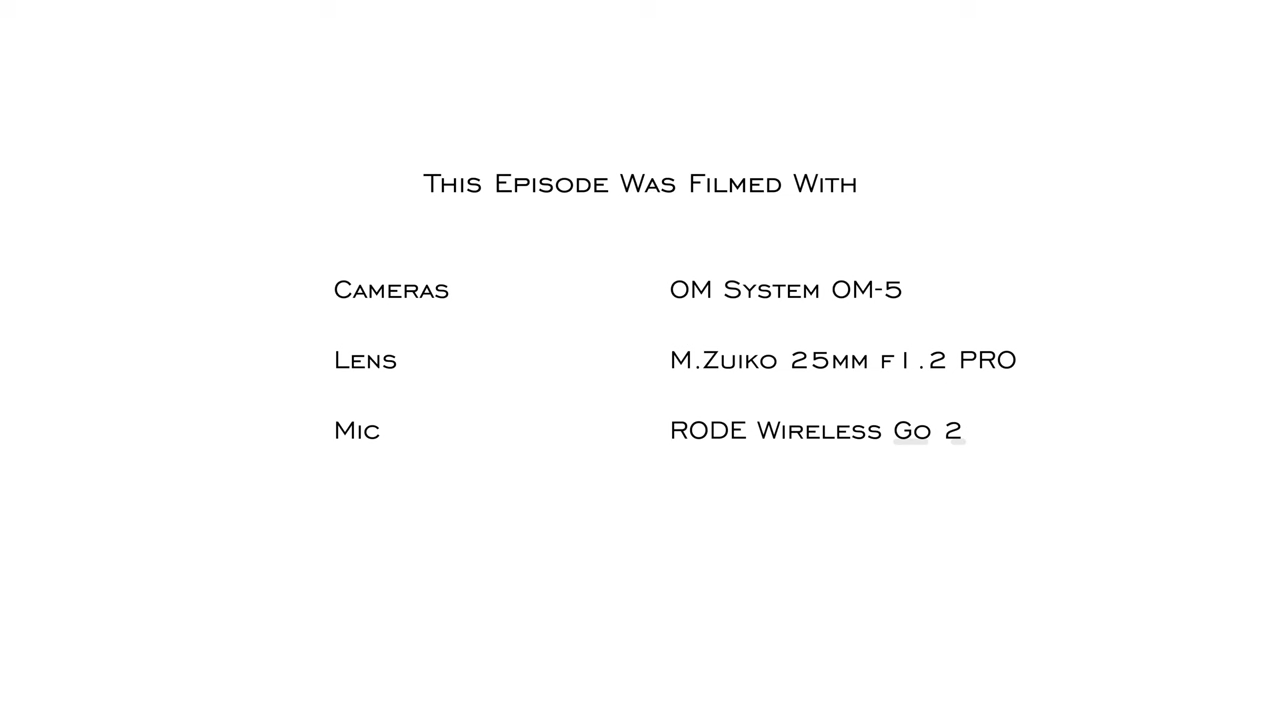 This Episode Was Filmed With
Cameras OM System OM-5
Lens M.Zuiko 25mm f1.2 PRO
Mic RODE Wireless Go 2